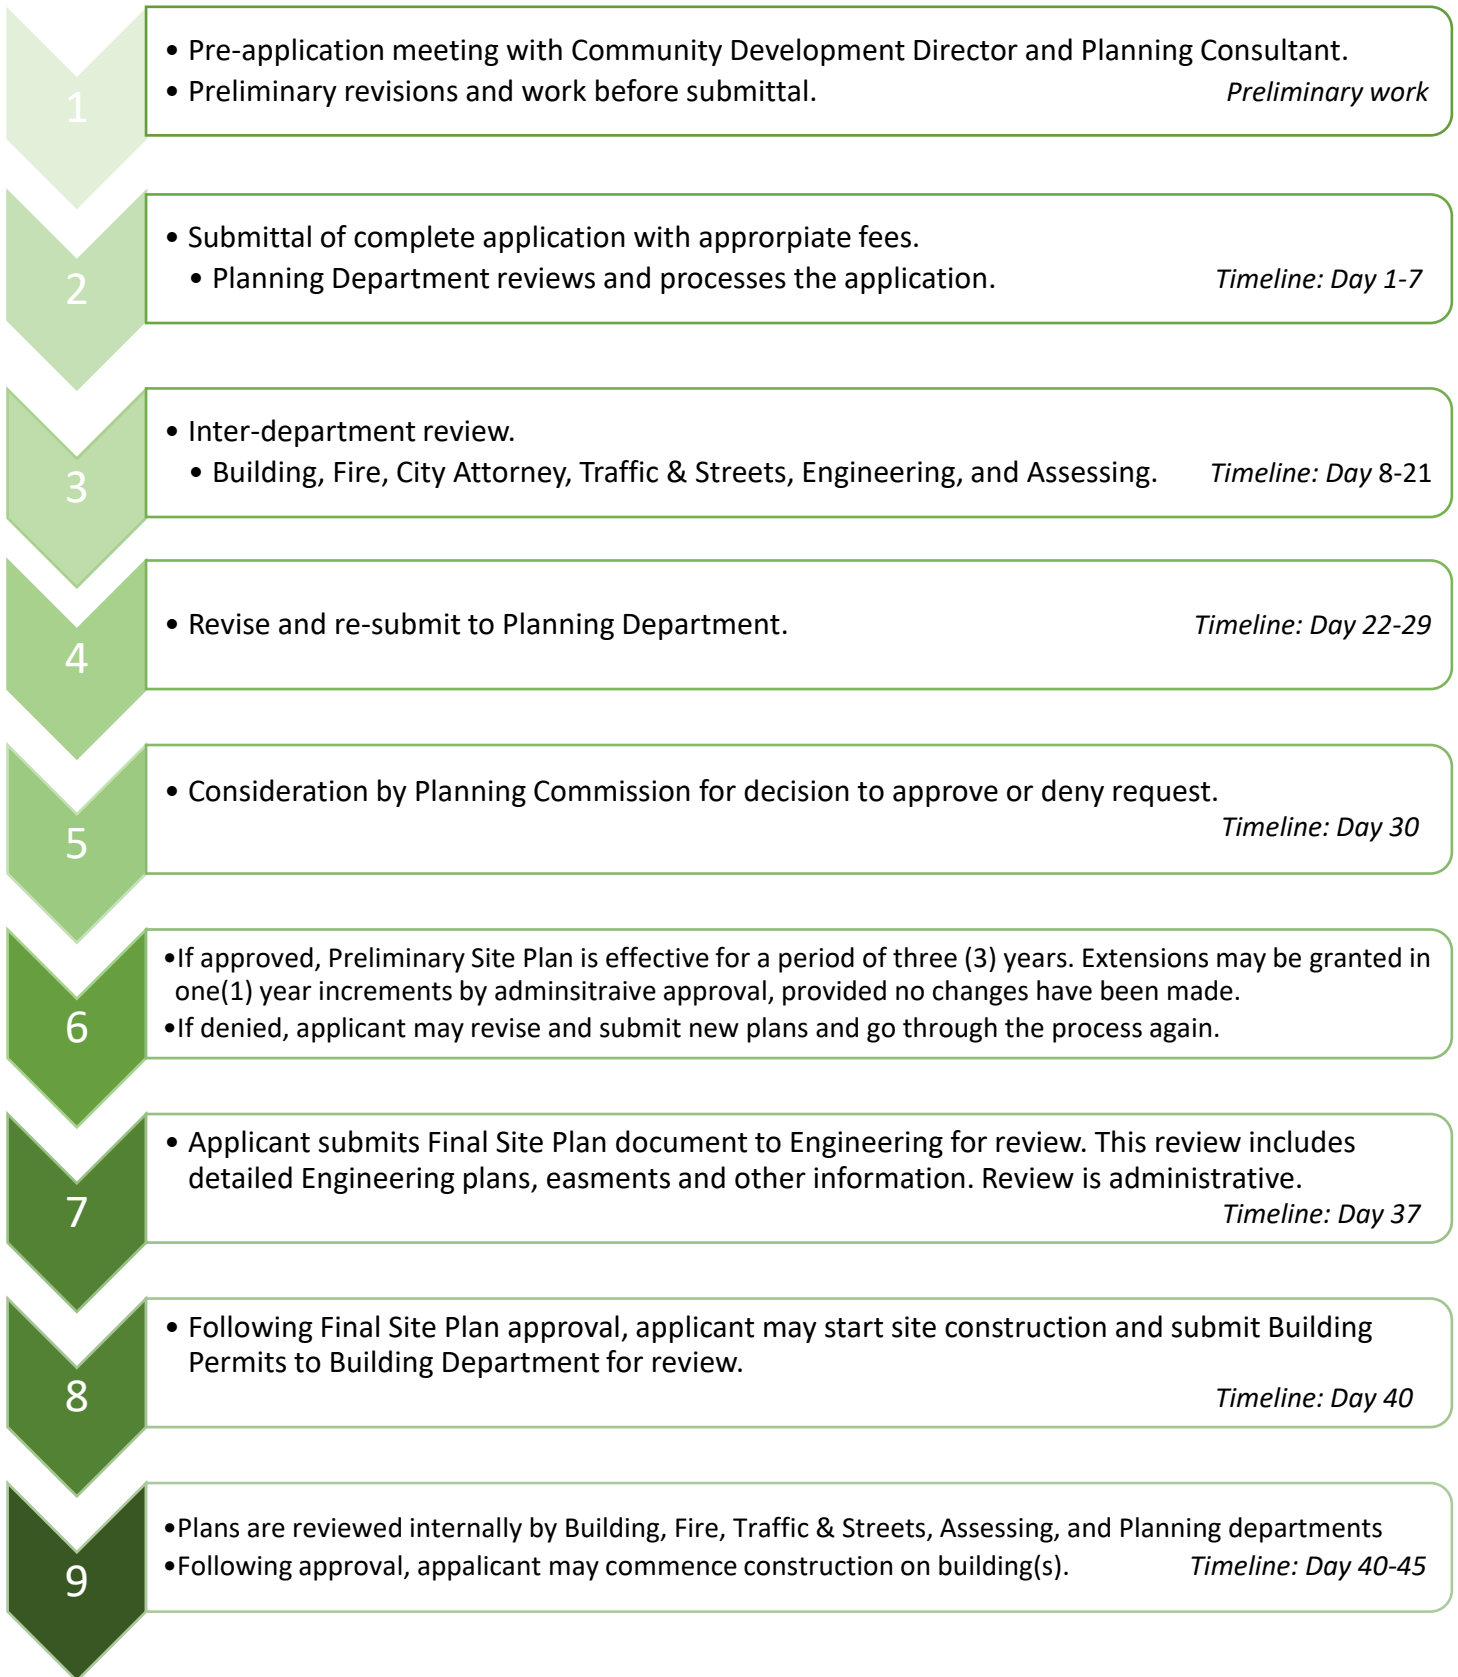 1
• Pre-application meeting with Community Development Director and Planning Consultant.
• Preliminary revisions and work before submittal. Preliminary work
2
• Submittal of complete application with approrpiate fees.
• Planning Department reviews and processes the application. Timeline: Day 1-7
3
• Inter-department review.
• Building, Fire, City Attorney, Traffic & Streets, Engineering, and Assessing. Timeline: Day 8-21
4
• Revise and re-submit to Planning Department. Timeline: Day 22-29
5
• Consideration by Planning Commission for decision to approve or deny request.
Timeline: Day 30
6
•If approved, Preliminary Site Plan is effective for a period of three (3) years. Extensions may be granted in
one(1) year increments by adminsitraive approval, provided no changes have been made.
•If denied, applicant may revise and submit new plans and go through the process again.
7
• Applicant submits Final Site Plan document to Engineering for review. This review includes
detailed Engineering plans, easments and other information. Review is administrative.
Timeline: Day 37
8
• Following Final Site Plan approval, applicant may start site construction and submit Building
Permits to Building Department for review.
Timeline: Day 40
9
•Plans are reviewed internally by Building, Fire, Traffic & Streets, Assessing, and Planning departments
•Following approval, appalicant may commence construction on building(s). Timeline: Day 40-45